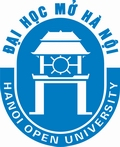 ĐẠI HỌC MỞ HÀ NỘI
HANOI OPEN UNIVERSITY